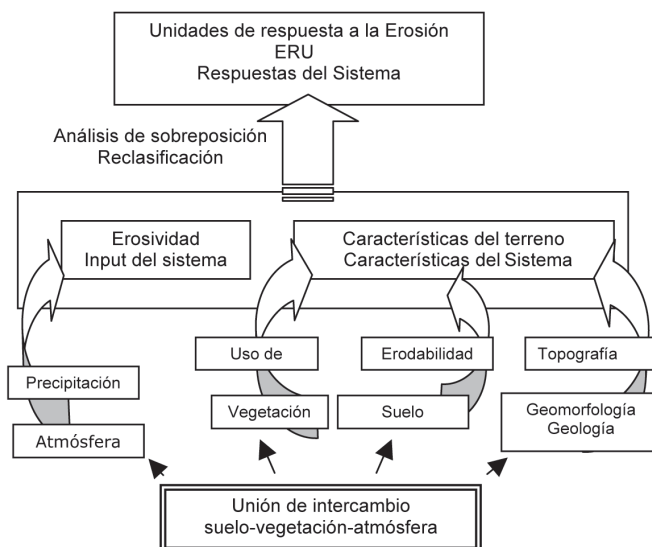 Unidades de respuesta a la Erosión
ERU
Respuestas del Sistema
Análisis de sobreposición
Reclasificación
Erosividad
Input del sistema
Características del terreno
Características del Sistema
Uso de
Erodabilidad
Topografía
Precipitación
Vegetación
Suelo
Geomorfología
Geología
Atmósfera
Unión de intercambio
suelo-vegetación-atmósfera